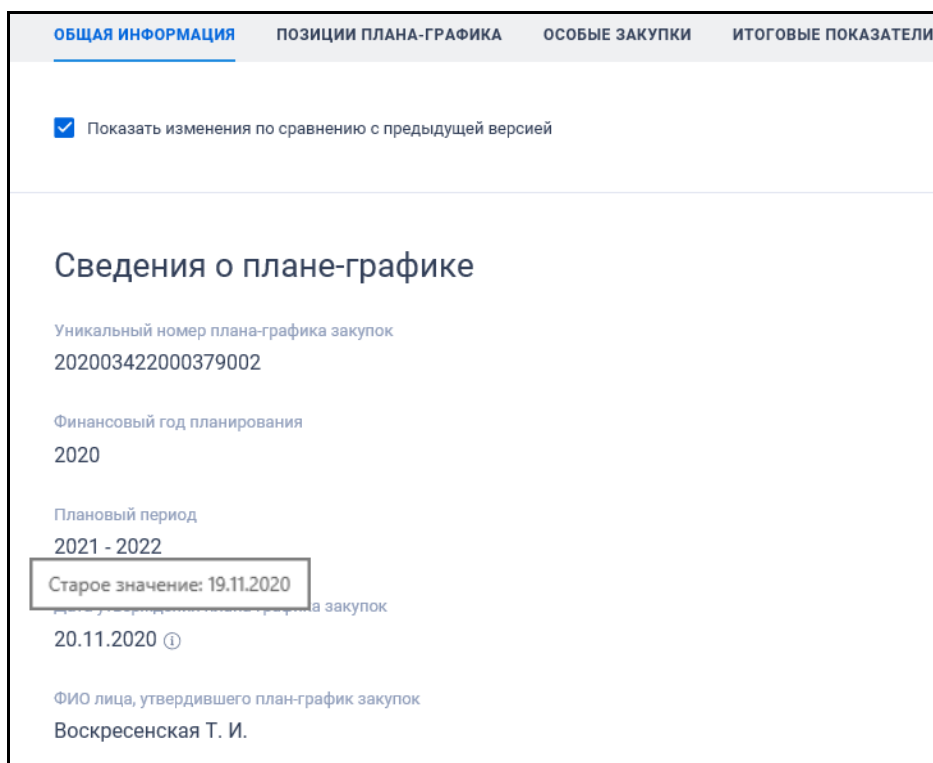 ОБЩАЯ ИНФОРМАЦИЯ ПОЗИЦИИ ПЛАНА-ГРАФИКА ОСОБЫЕ ЗАКУПКИ ИТОГОВЫЕ ПОКАЗАТЕЛИ
Показать изменения по сравнению с предыдущей версией
Сведения о плане-графике
Уникальный номер плана-графика закупок
202003422000379002
Финансовый год планирования
2020
Плановый период
2021 - 2022
Старое значение: 19.11.2020
закупок
20.11.2020
ФИО лица, утвердившего план-график закупок
Воскресенская Т. И.